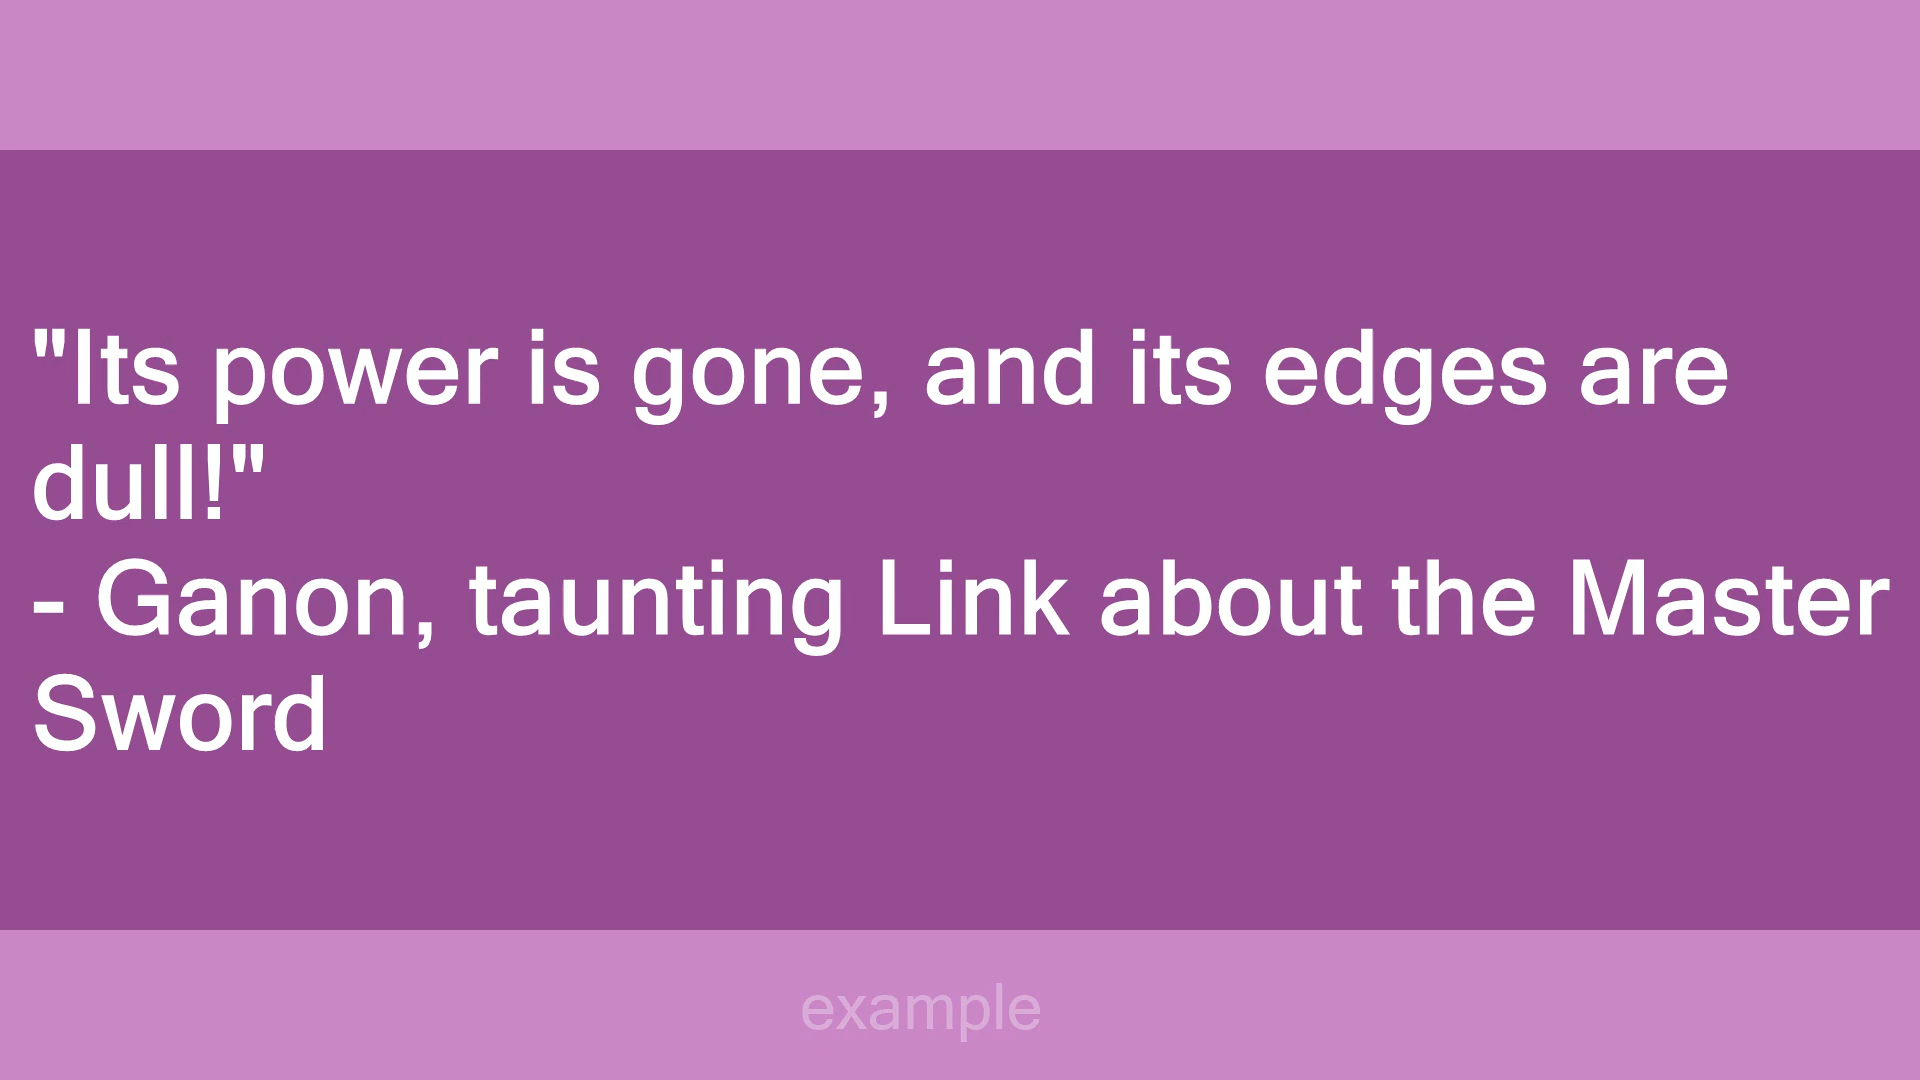 "Its power is gone, and its edges are
dull!"
- Ganon, taunting Link about the Master
Sword
example